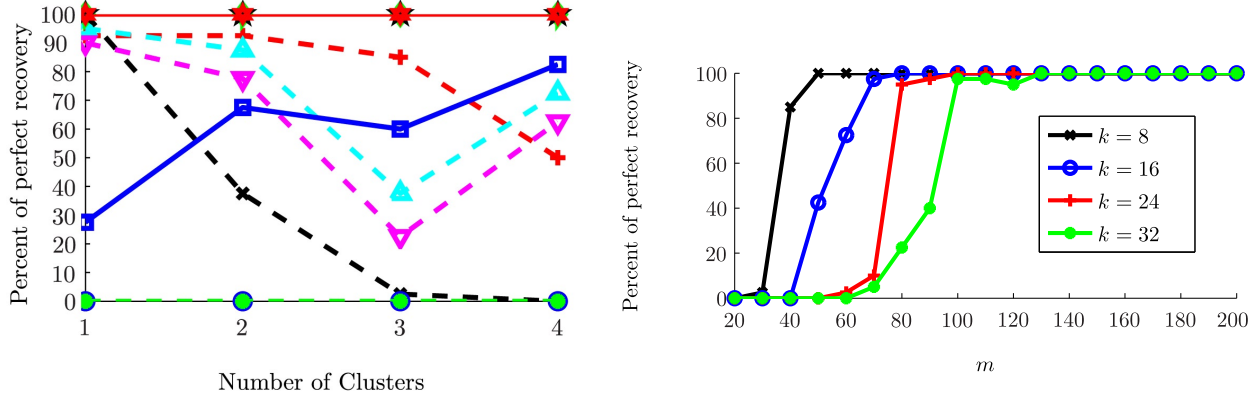 Percent of perfect recovery
100
90
80
70
60
50
40
30
20
10
0
1 2 3 4
Number of Clusters
Percent of perfect recovery
100
80
60
40
20
0
20 40 60 80 100 120 140 160 180 200
m
k = 8
k = 16
k = 24
k = 32